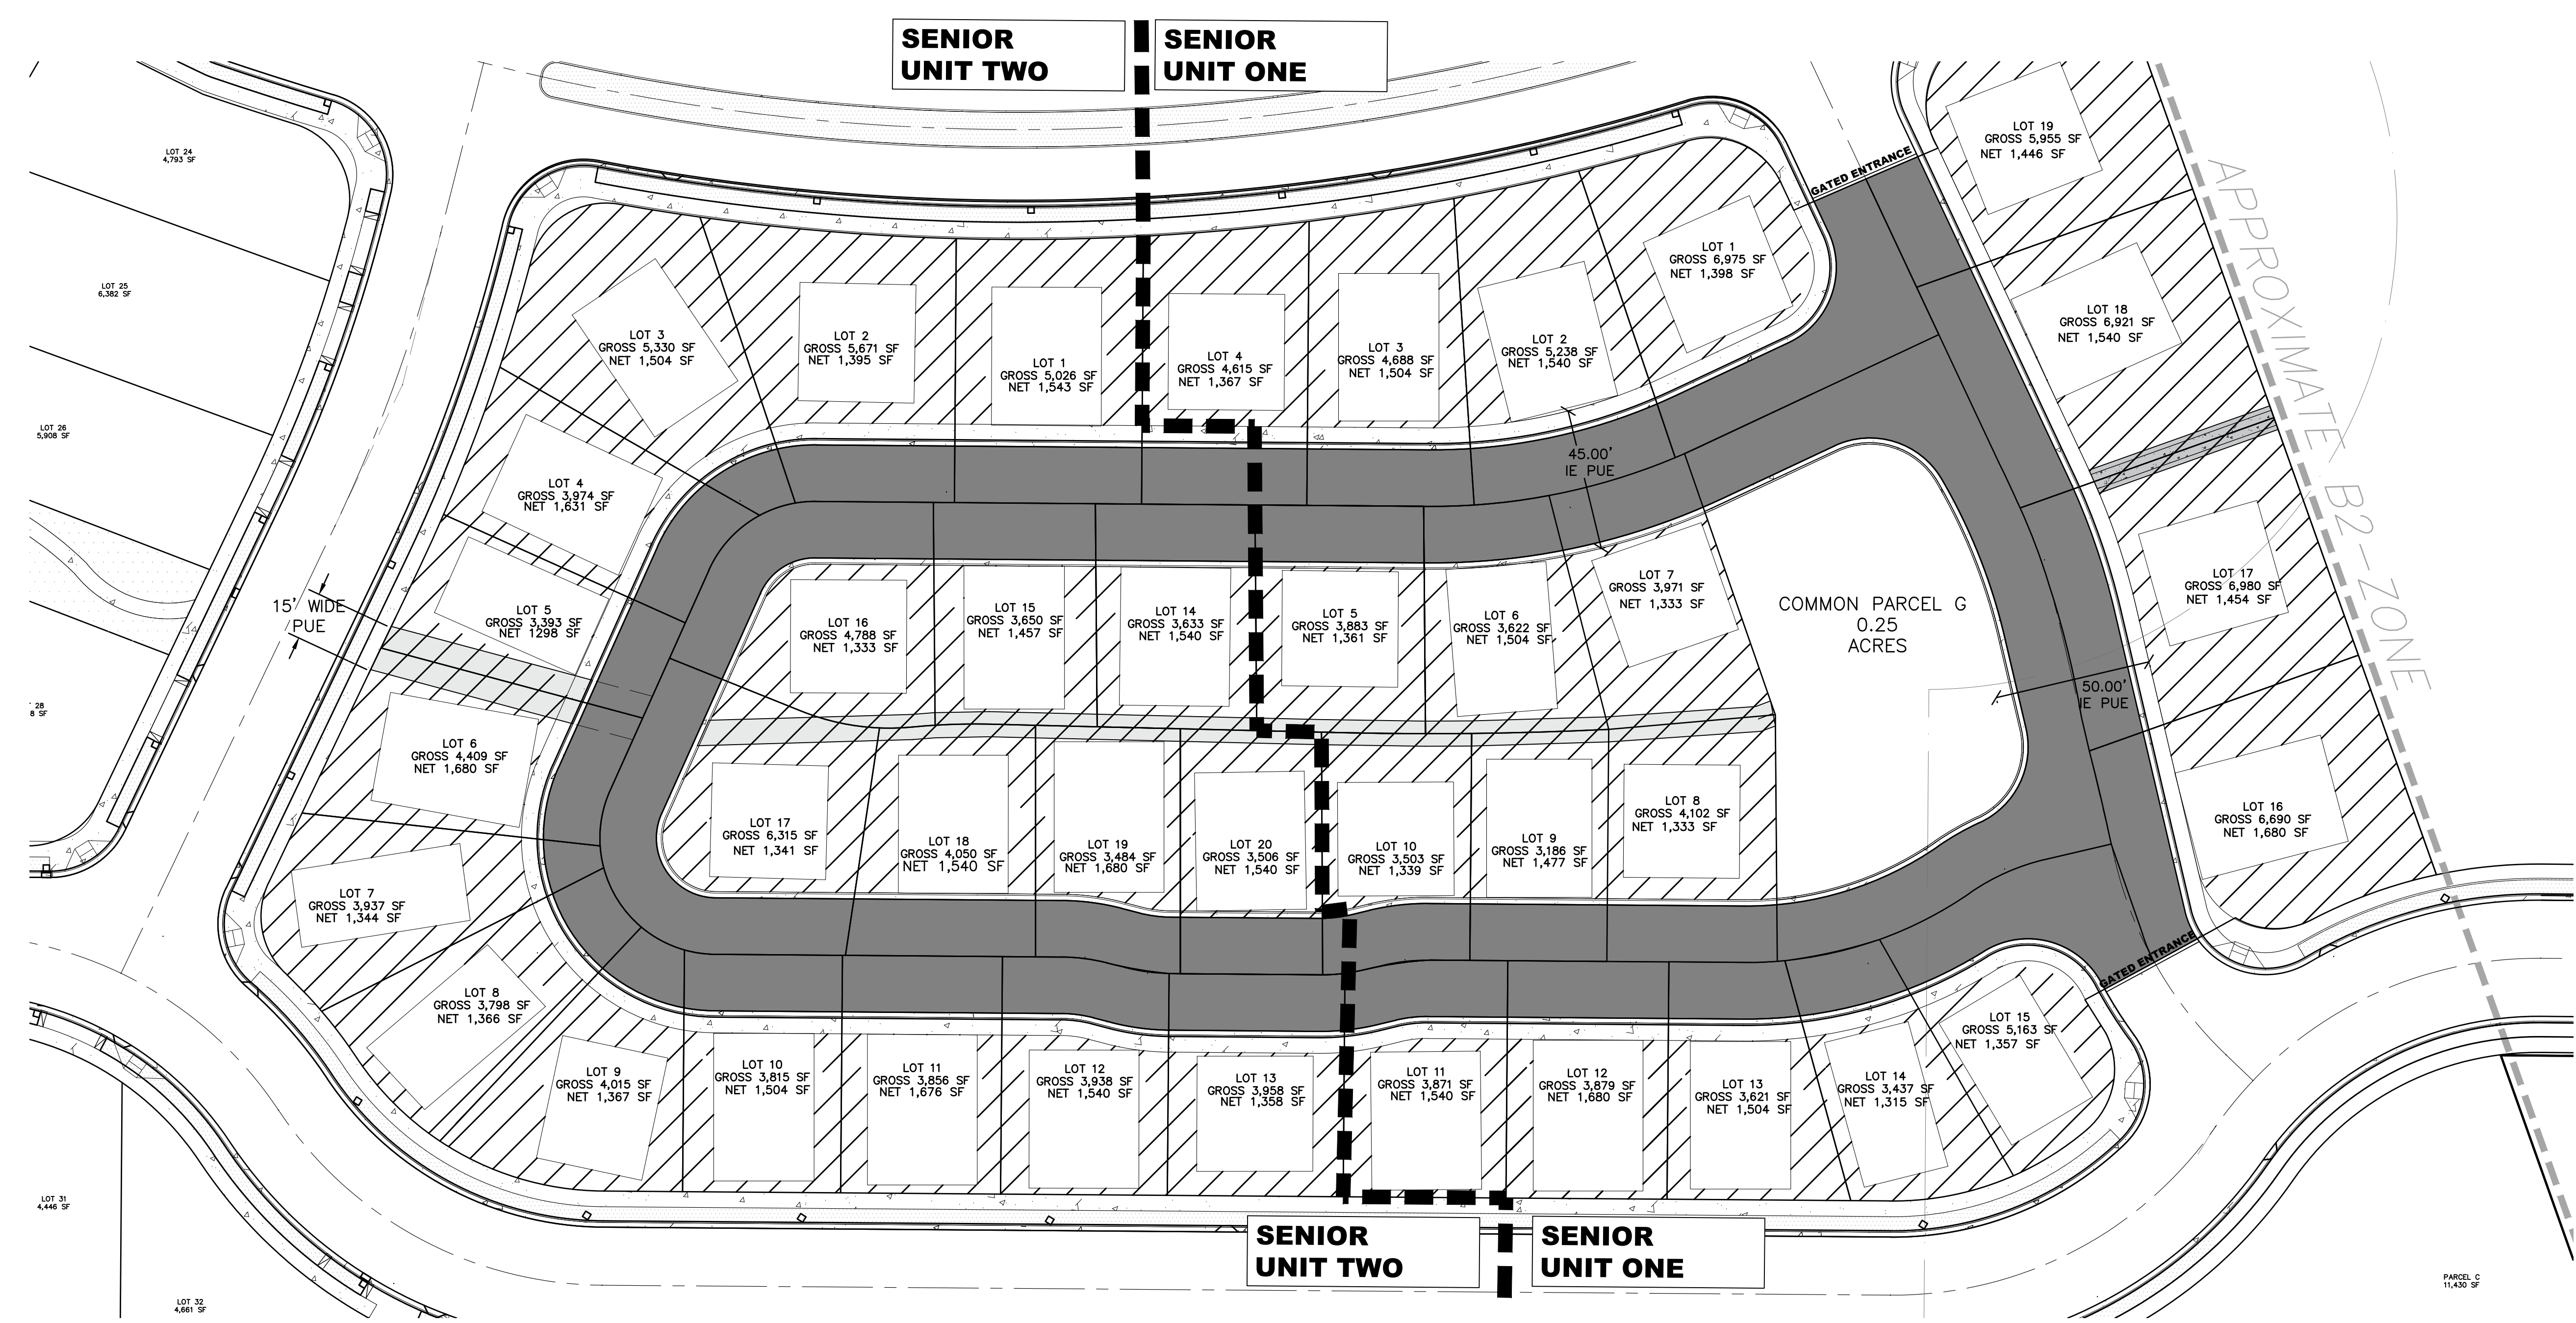 SENIOR
UNIT TWO
SENIOR
UNIT ONE
LOT 24
4,793 SF
LOT 25
6,382 SF
LOT 26
5,908 SF
28
8 SF
LOT 31
4,446 SF
LOT 32
4,661 SF
15' WIDE
PUE
LOT 3
GROSS 5,330 SF
NET 1,504 SF
LOT 2
GROSS 5,671 SF
NET 1,395 SF
LOT 1
GROSS 5,026 SF
NET 1,543 SF
LOT 4
GROSS 4,615 SF
NET 1,367 SF
LOT 3
GROSS 4,688 SF
NET 1,504 SF
LOT 2
GROSS 5,238 SF
NET 1,540 SF
LOT 1
GROSS 6,975 SF
NET 1,398 SF
GATED ENTRANCE
LOT 19
GROSS 5,955 SF
NET 1,446 SF
LOT 18
GROSS 6,921 SF
NET 1,540 SF
APPROXIMATE B2-ZONE
LOT 4
GROSS 3,974 SF
NET 1,631 SF
45.00'
IE PUE
LOT 5
GROSS 3,393 SF
NET 1298 SF
LOT 16
GROSS 4,788 SF
NET 1,333 SF
LOT 15
GROSS 3,650 SF
NET 1,457 SF
LOT 14
GROSS 3,633 SF
NET 1,540 SF
LOT 5
GROSS 3,883 SF
NET 1,361 SF
LOT 6
GROSS 3,622 SF
NET 1,504 SF
LOT 7
GROSS 3,971 SF
NET 1,333 SF
COMMON PARCEL G
0.25
ACRES
LOT 17
GROSS 6,980 SF
NET 1,454 SF
50.00'
IE PUE
LOT 6
GROSS 4,409 SF
NET 1,680 SF
LOT 17
GROSS 6,315 SF
NET 1,341 SF
LOT 18
GROSS 4,050 SF
NET 1,540 SF
LOT 19
GROSS 3,484 SF
NET 1,680 SF
LOT 20
GROSS 3,506 SF
NET 1,540 SF
LOT 10
GROSS 3,503 SF
NET 1,339 SF
LOT 9
GROSS 3,186 SF
NET 1,477 SF
LOT 8
GROSS 4,102 SF
NET 1,333 SF
LOT 16
GROSS 6,690 SF
NET 1,680 SF
LOT 7
GROSS 3,937 SF
NET 1,344 SF
GATED ENTRANCE
LOT 8
GROSS 3,798 SF
NET 1,366 SF
LOT 9
GROSS 4,015 SF
NET 1,367 SF
LOT 10
GROSS 3,815 SF
NET 1,504 SF
LOT 11
GROSS 3,856 SF
NET 1,676 SF
LOT 12
GROSS 3,938 SF
NET 1,540 SF
LOT 13
GROSS 3,958 SF
NET 1,358 SF
LOT 11
GROSS 3,871 SF
NET 1,540 SF
LOT 12
GROSS 3,879 SF
NET 1,680 SF
LOT 13
GROSS 3,621 SF
NET 1,504 SF
LOT 14
GROSS 3,437 SF
NET 1,315 SF
LOT 15
GROSS 5,163 SF
NET 1,357 SF
SENIOR
UNIT TWO
SENIOR
UNIT ONE
PARCEL C
11,430 SF